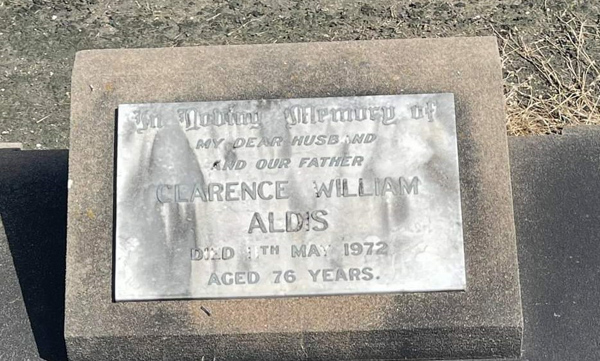 In Loving Memory of
MY DEAR HUSBAND
AND OUR FATHER
CLARENCE WILLIAM
ALDIS
DIED 11TH MAY 1972
AGED 76 YEARS.